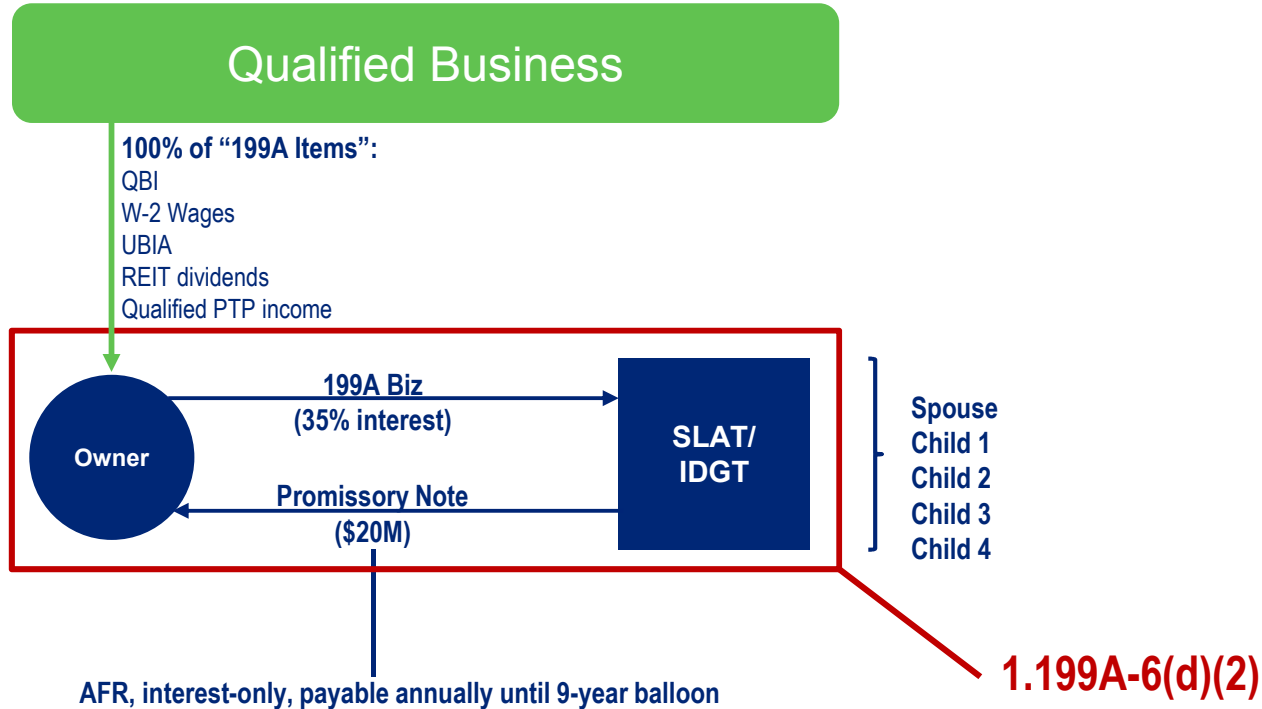 Qualified Business
100% of “199A Items”:
QBI
W-2 Wages
UBIA
REIT dividends
Qualified PTP income
Owner
199A Biz
(35% interest)
Promissory Note
($20M)
SLAT/
IDGT
Spouse
Child 1
Child 2
Child 3
Child 4
AFR, interest-only, payable annually until 9-year balloon
1.199A-6(d)(2)